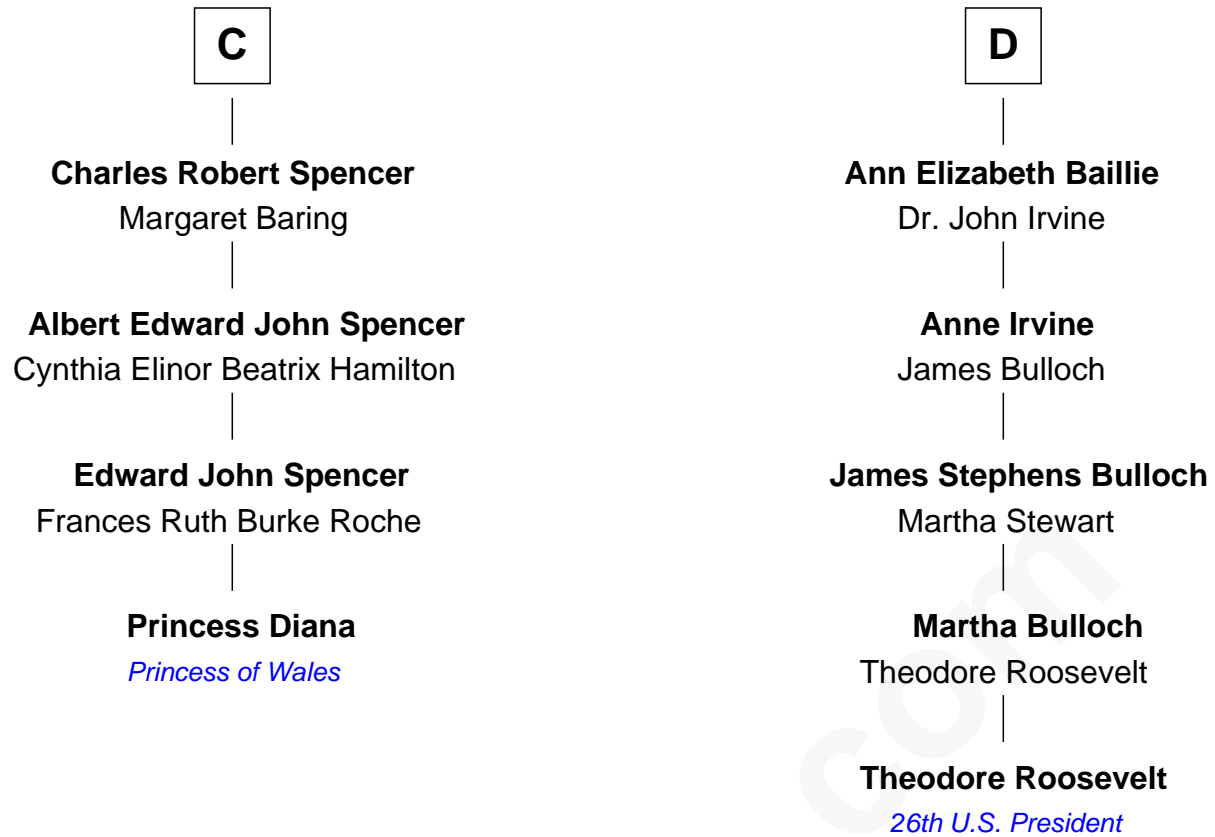 C
Charles Robert Spencer
Margaret Baring
Albert Edward John Spencer
Cynthia Elinor Beatrix Hamilton
Edward John Spencer
Frances Ruth Burke Roche
Princess Diana
Princess of Wales
D
Ann Elizabeth Baillie
Dr. John Irvine
Anne Irvine
James Bulloch
James Stephens Bulloch
Martha Stewart
Martha Bulloch
Theodore Roosevelt
Theodore Roosevelt
26th U.S. President
com